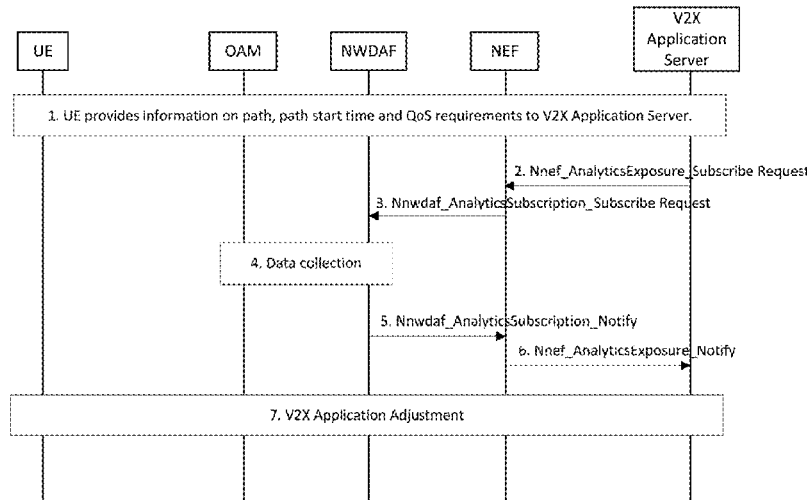 UE
OAM
NWDAF
NEF
V2X
Application
Server
1. UE provides information on path, path start time and QoS requirements to V2X Application Server.
2. Nnef_AnalyticsExposure_Subscribe Request
3. Nnwdaf_AnalyticsSubscription_Subscribe Request
4. Data collection
5. Nnwdaf_AnalyticsSubscription_Notify
6. Nnef_AnalyticsExposure_Notify
7. V2X Application Adjustment